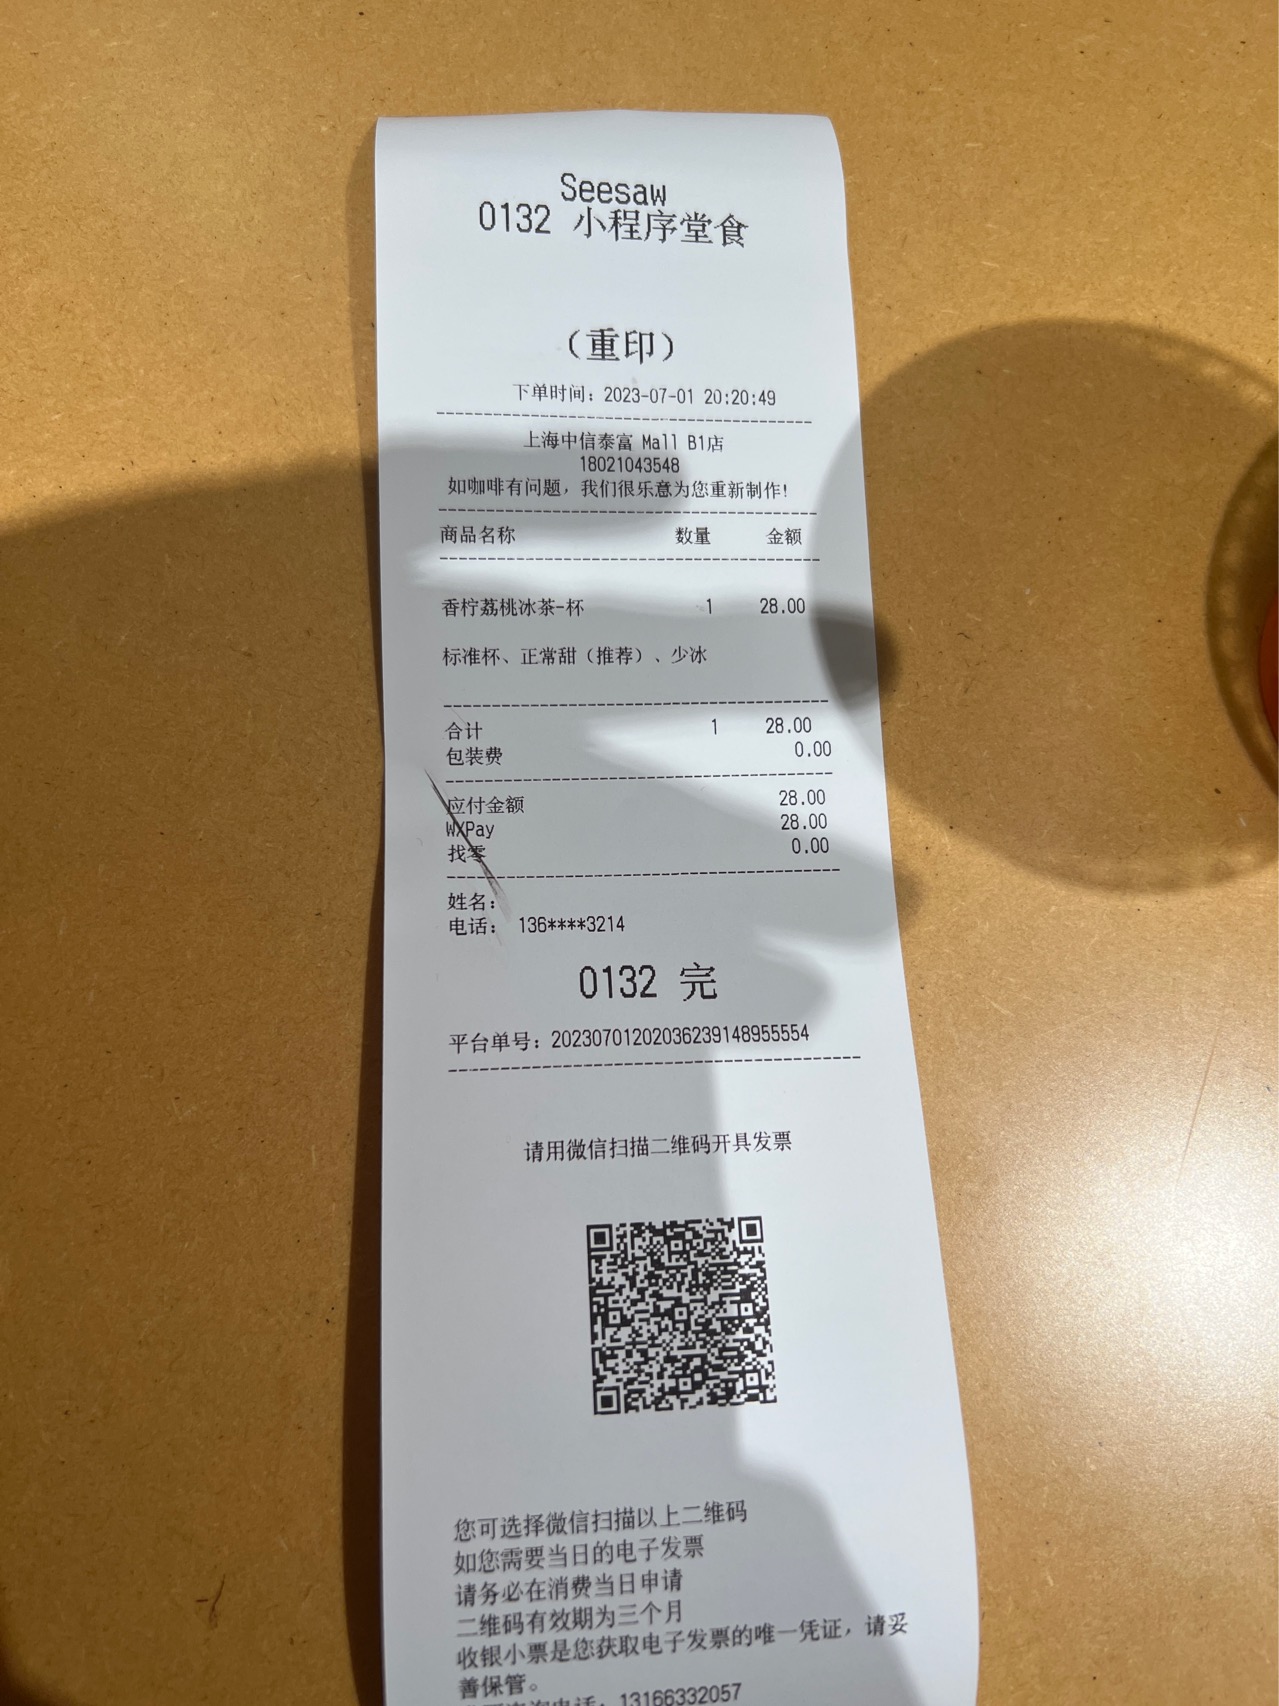 Seesaw
0132 小程序堂食
（重印）
下单时间：2023-07-01 20:20:49
上海中信泰富 Mall B1店
18021043548
如咖啡有问题，我们很乐意为您重新制作!
商品名称 数量 金额
香柠荔桃冰茶-杯 1 28.00
标准杯、正常甜（推荐）、少冰
合计 1 28.00
包装费 0.00
应付金额 28.00
WXPay 28.00
找零 0.00
姓名：
电话： 136****3214
0132 完
平台单号：20230701202036239148955554
请用微信扫描二维码开具发票
您可选择微信扫描以上二维码
如您需要当日的电子发票
请务必在消费当日申请
二维码有效期为三个月
收银小票是您获取电子发票的唯一凭证，请妥
善保管。
电话：13166332057